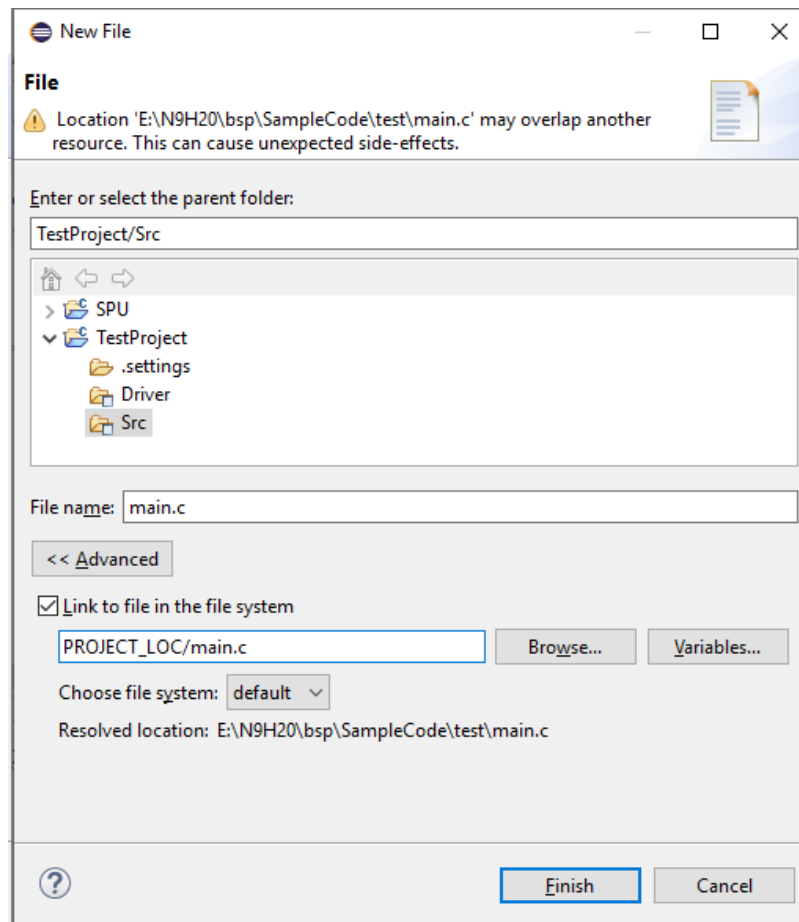 New File
File
Location 'E:\N9H20\bsp\SampleCode\test\main.c' may overlap another
resource. This can cause unexpected side-effects.
Enter or select the parent folder:
TestProject/Src
SPU
TestProject
.settings
Driver
Src
File name: main.c
<< Advanced
Link to file in the file system
PROJECT_LOC/main.c Browse... Variables...
Choose file system: default
Resolved location: E:\N9H20\bsp\SampleCode\test\main.c
Finish Cancel